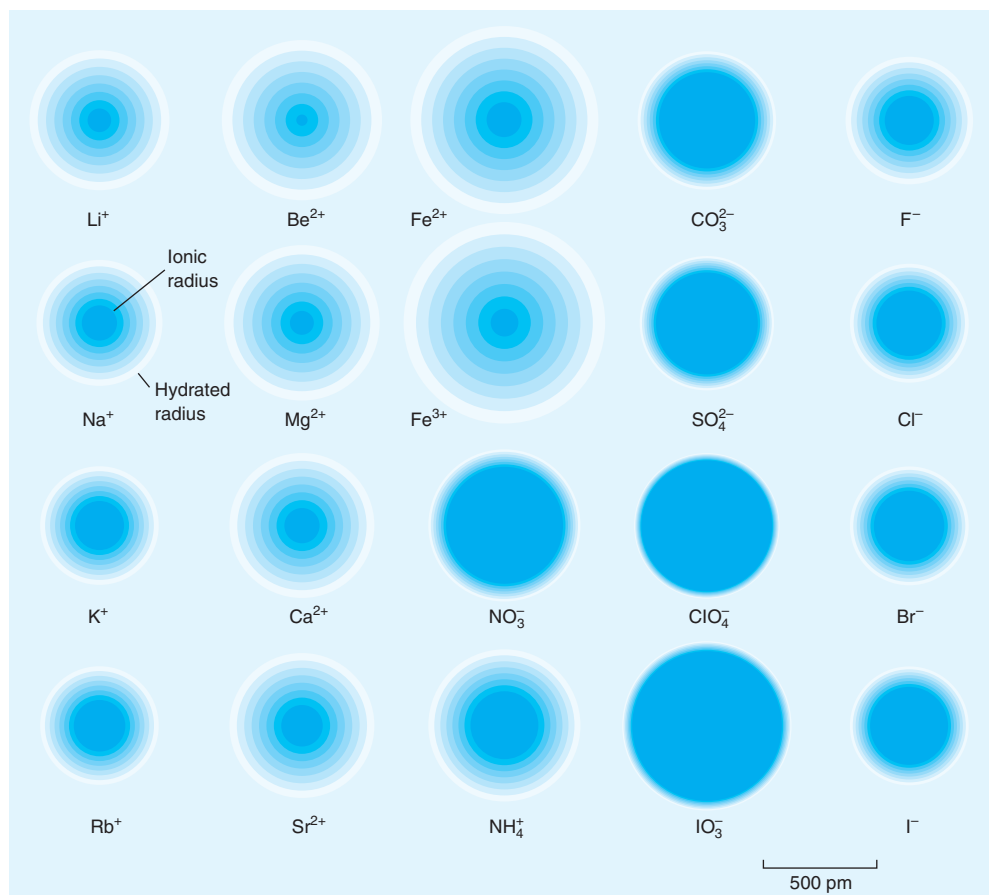 Li⁺
Be²⁺
Fe²⁺
CO₃²⁻
F⁻
Ionic
radius
Hydrated
radius
Na⁺
Mg²⁺
Fe³⁺
SO₄²⁻
Cl⁻
K⁺
Ca²⁺
NO₃⁻
ClO₄⁻
Br⁻
Rb⁺
Sr²⁺
NH₄⁺
IO₃⁻
I⁻
500 pm